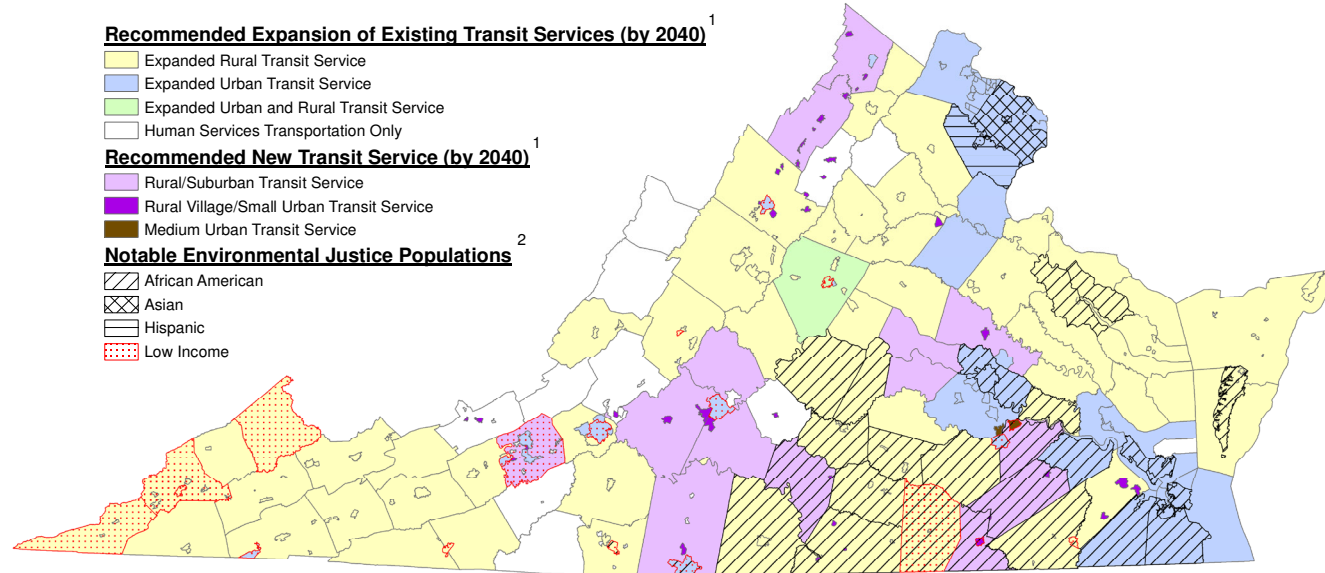 Recommended Expansion of Existing Transit Services (by 2040) 1
Expanded Rural Transit Service
Expanded Urban Transit Service
Expanded Urban and Rural Transit Service
Human Services Transportation Only
Recommended New Transit Service (by 2040) 1
Rural/Suburban Transit Service
Rural Village/Small Urban Transit Service
Medium Urban Transit Service
Notable Environmental Justice Populations 2
African American
Asian
Hispanic
Low Income